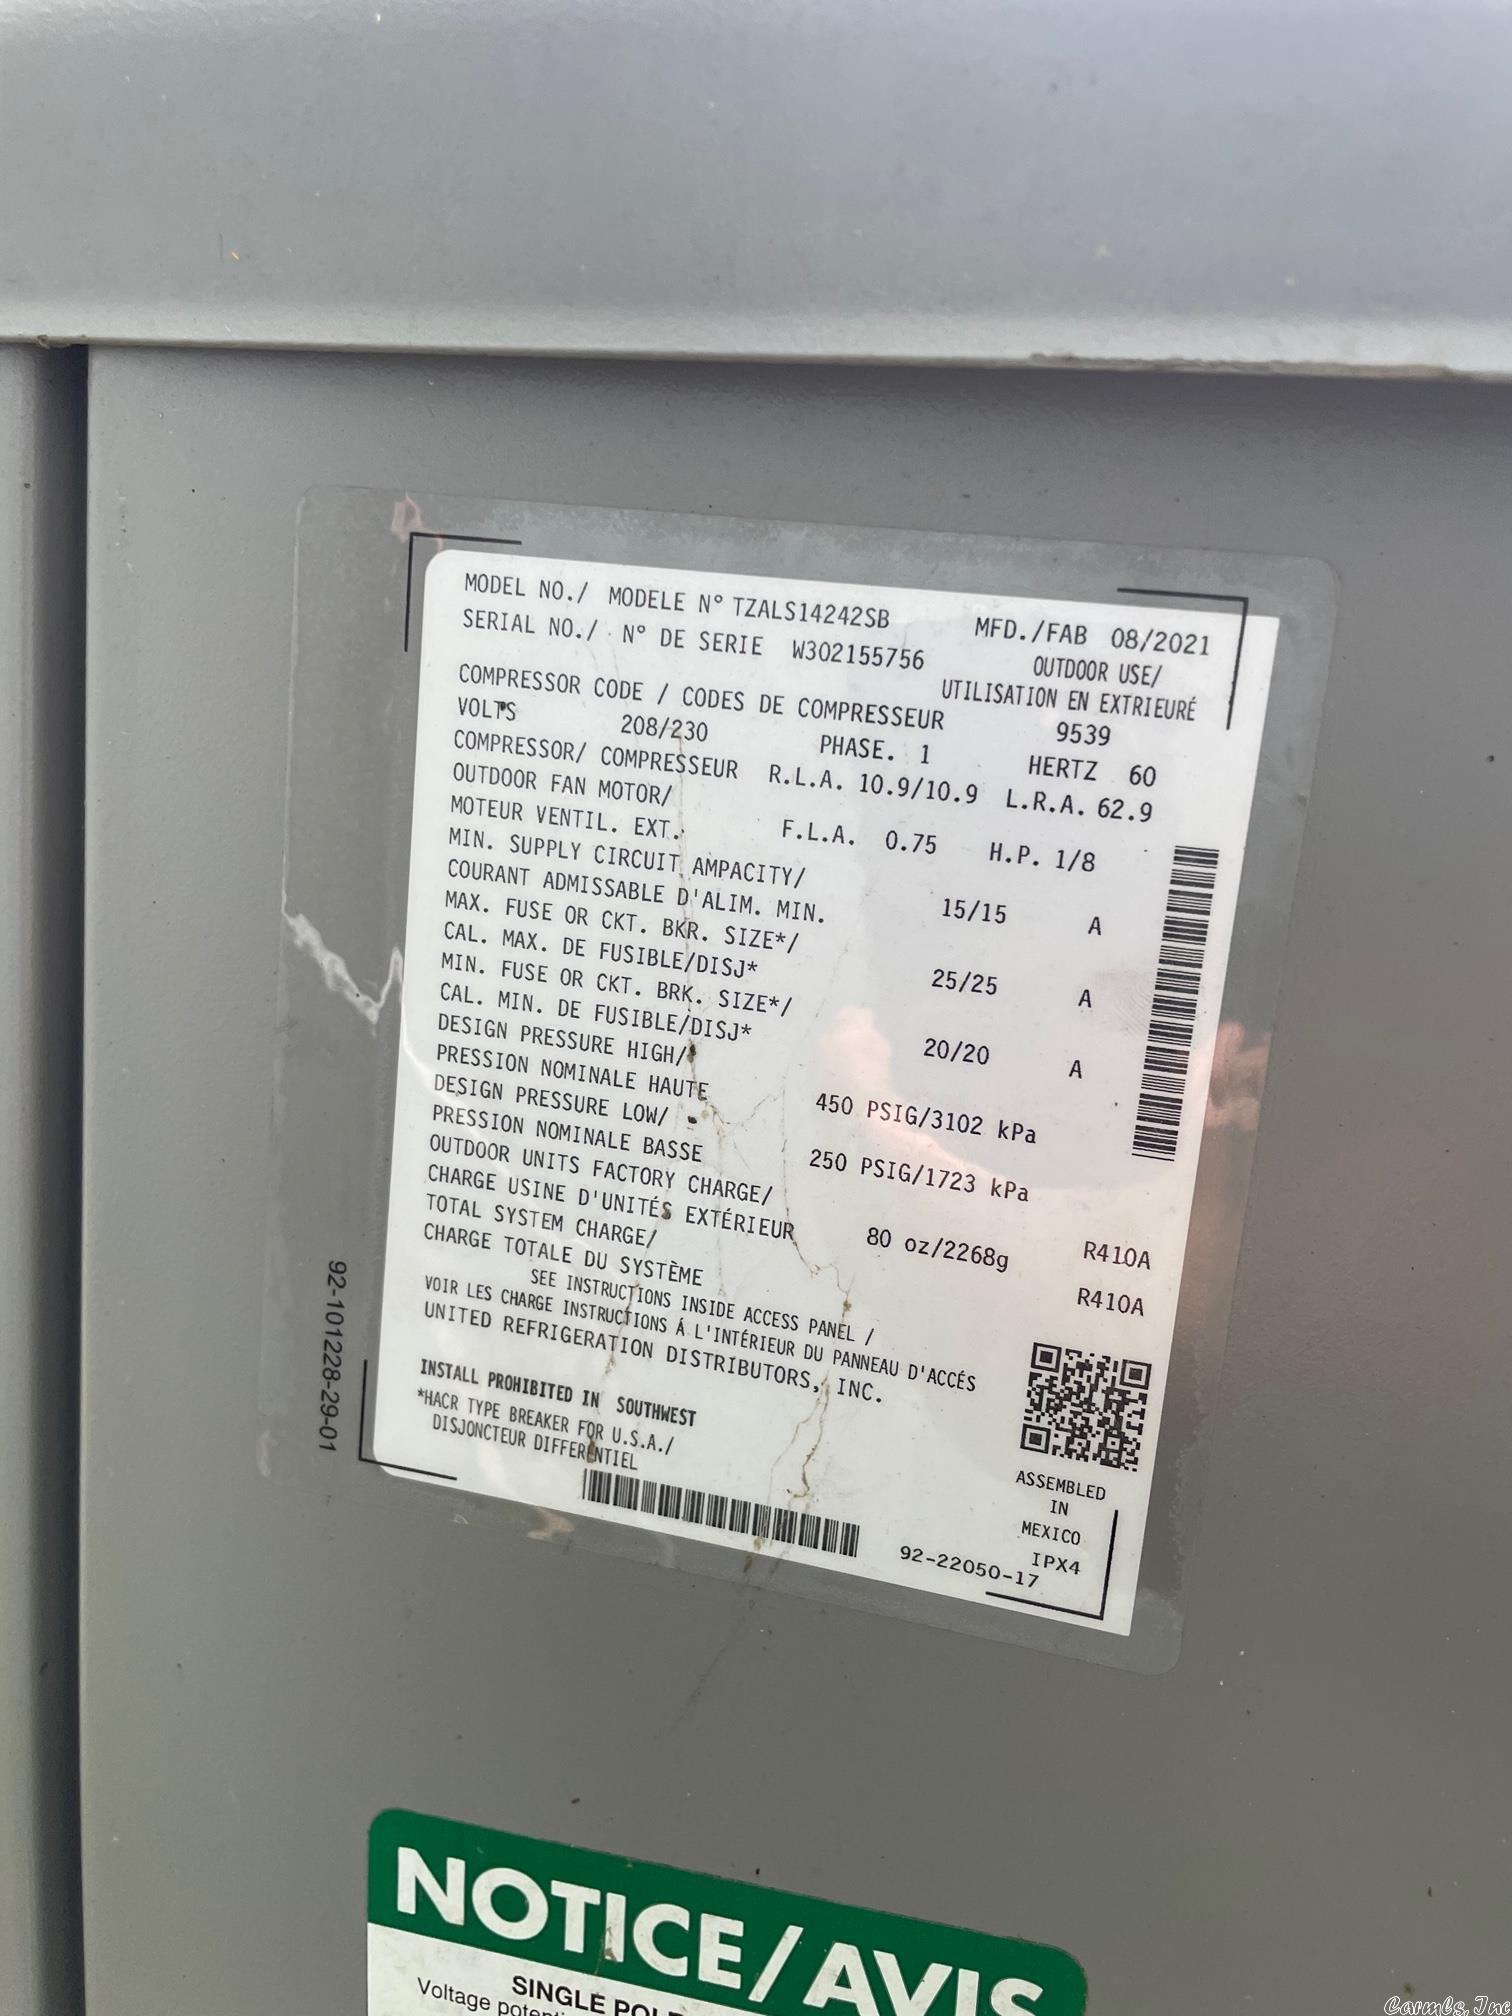 MODEL NO./ MODELE N° TZALS14242SB MFD./FAB 08/2021
SERIAL NO./ N° DE SERIE W302155756 OUTDOOR USE/
UTILISATION EN EXTRIEURÉ
COMPRESSOR CODE / CODES DE COMPRESSEUR 9539
VOLTS 208/230 PHASE. 1 HERTZ 60
COMPRESSOR/ COMPRESSEUR R.L.A. 10.9/10.9 L.R.A. 62.9
OUTDOOR FAN MOTOR/
MOTEUR VENTIL. EXT. F.L.A. 0.75 H.P. 1/8
MIN. SUPPLY CIRCUIT AMPACITY/
COURANT ADMISSABLE D'ALIM. MIN. 15/15 A
MAX. FUSE OR CKT. BKR. SIZE*/
CAL. MAX. DE FUSIBLE/DISJ* 25/25 A
MIN. FUSE OR CKT. BRK. SIZE*/
CAL. MIN. DE FUSIBLE/DISJ* 20/20 A
DESIGN PRESSURE HIGH/
PRESSION NOMINALE HAUTE 450 PSIG/3102 kPa
DESIGN PRESSURE LOW/
PRESSION NOMINALE BASSE 250 PSIG/1723 kPa
OUTDOOR UNITS FACTORY CHARGE/
CHARGE USINE D'UNITÉS EXTÉRIEUR 80 oz/2268g R410A
TOTAL SYSTEM CHARGE/
CHARGE TOTALE DU SYSTÈME R410A
SEE INSTRUCTIONS INSIDE ACCESS PANEL /
VOIR LES CHARGE INSTRUCTIONS Á L'INTÉRIEUR DU PANNEAU D'ACCÉS
UNITED REFRIGERATION DISTRIBUTORS, INC.
INSTALL PROHIBITED IN SOUTHWEST
*HACR TYPE BREAKER FOR U.S.A./
DISJONCTEUR DIFFERENTIEL
ASSEMBLED
IN
MEXICO
IPX4
92-22050-17
92-101228-29-01
NOTICE/AVIS
SINGLE
Voltage
Carmls, Inc